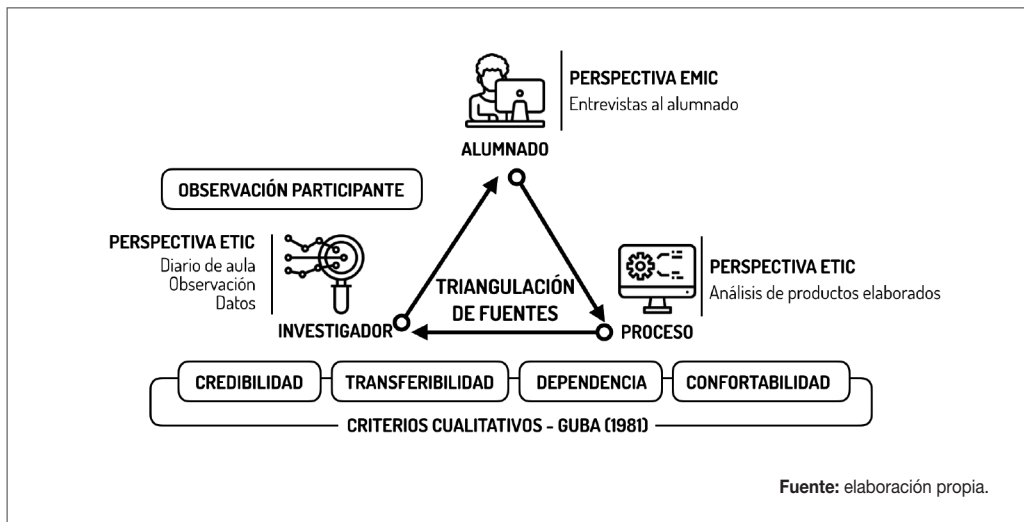 PERSPECTIVA EMIC
Entrevistas al alumnado
ALUMNADO
OBSERVACIÓN PARTICIPANTE
PERSPECTIVA ETIC
Diario de aula
Observación
Datos
INVESTIGADOR
TRIANGULACIÓN
DE FUENTES
PERSPECTIVA ETIC
Análisis de productos elaborados
PROCESO
CREDIBILIDAD
TRANSFERIBILIDAD
DEPENDENCIA
CONFORTABILIDAD
CRITERIOS CUALITATIVOS - GUBA (1981)
Fuente: elaboración propia.